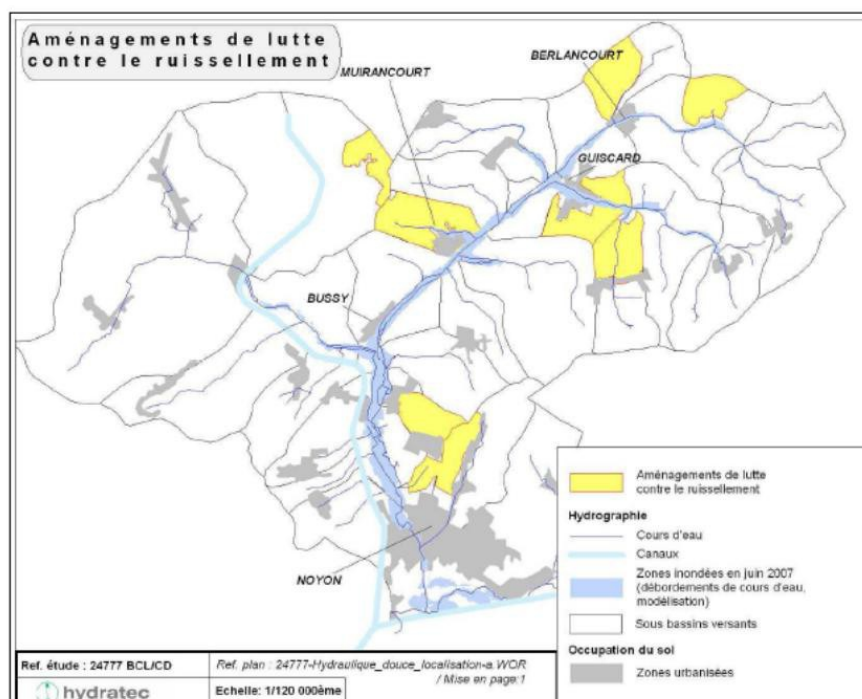 Aménagements de lutte
contre le ruissellement
MUIRANCOURT
BERLANCOURT
GUISCARD
BUSSY
NOYON
Aménagements de lutte
contre le ruissellement
Hydrographie
Cours d'eau
Canaux
Zones inondées en juin 2007
(débordements de cours d'eau,
modélisation)
Sous bassins versants
Occupation du sol
Zones urbanisées
Ref. étude : 24777 BCL/CD
Ref. plan : 24777-Hydraulique_douce_localisation-a.WOR
/ Mise en page:1
hydratec
Echelle: 1/120 000ème